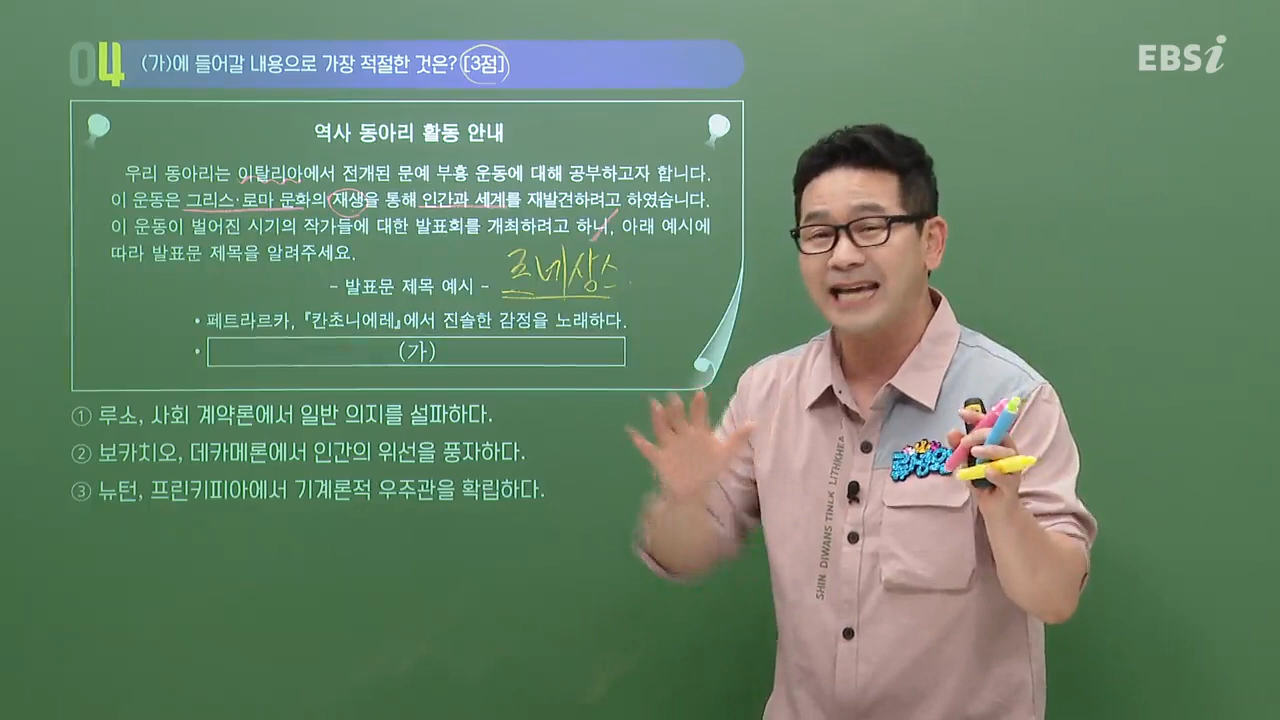 04 (가)에 들어갈 내용으로 가장 적절한 것은? [3점]
EBSi
역사 동아리 활동 안내
우리 동아리는 이탈리아에서 전개된 문예 부흥 운동에 대해 공부하고자 합니다.
이 운동은 그리스·로마 문화의 재생을 통해 인간과 세계를 재발견하려고 하였습니다.
이 운동이 벌어진 시기의 작가들에 대한 발표회를 개최하려고 하니, 아래 예시에
따라 발표문 제목을 알려주세요.
르네상스
- 발표문 제목 예시 -
• 페트라르카, 『칸초니에레』에서 진솔한 감정을 노래하다.
• (가)
① 루소, 사회 계약론에서 일반 의지를 설파하다.
② 보카치오, 데카메론에서 인간의 위선을 풍자하다.
③ 뉴턴, 프린키피아에서 기계론적 우주관을 확립하다.
SHIN DIWANS TINLK LITHKHEA